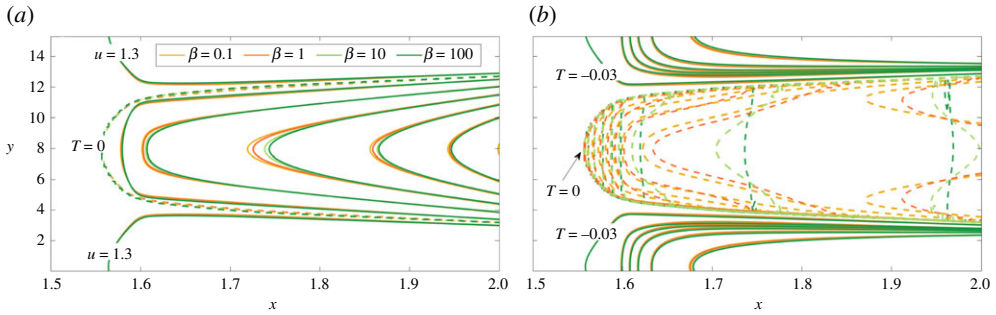 (a)
(b)
u = 1.3
β = 0.1 β = 1 β = 10 β = 100
14
12
10
8
6
4
2
y
T = 0
u = 1.3
1.5 1.6 1.7 1.8 1.9 2.0
x
T = –0.03
T = 0
T = –0.03
1.5 1.6 1.7 1.8 1.9 2.0
x